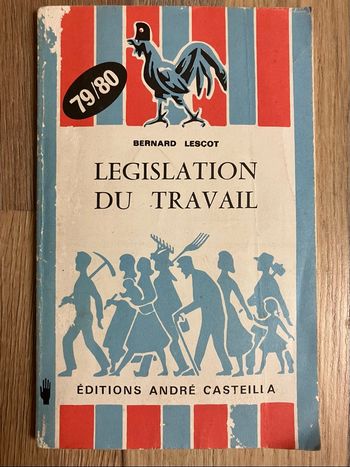 79/80
BERNARD LESCOT
LEGISLATION
DU TRAVAIL
ÉDITIONS ANDRÉ CASTEILLA